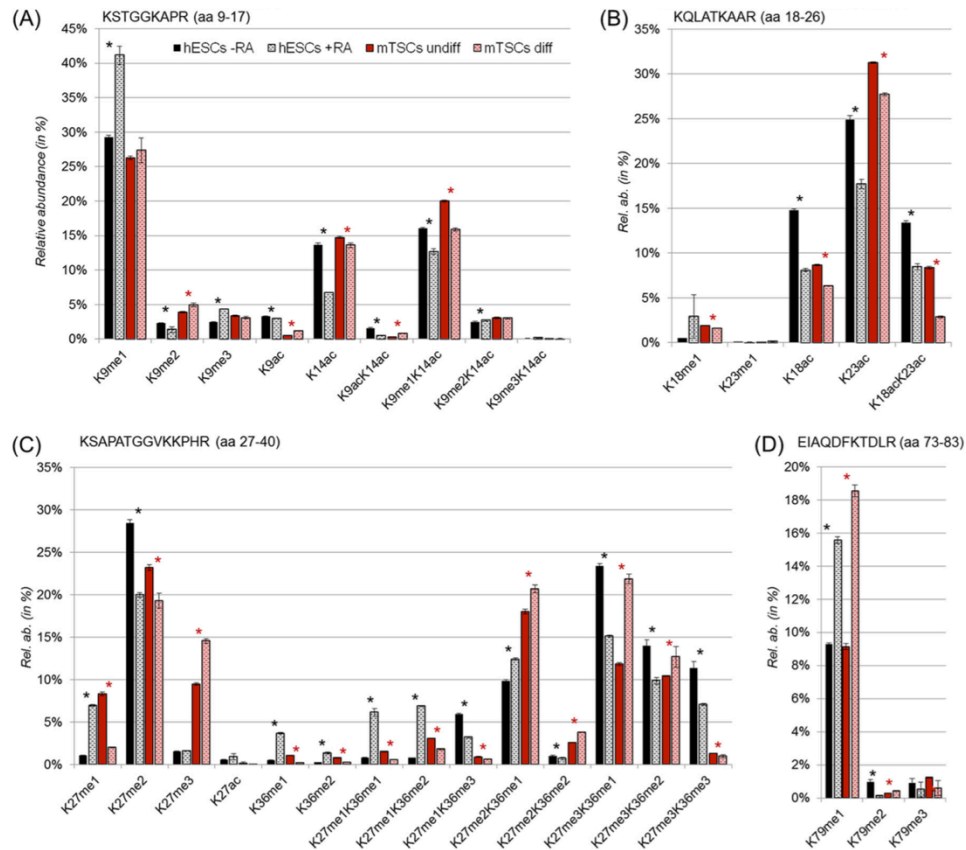 (A) KSTGGKAPR (aa 9-17)
45%
40%
35%
30%
25%
20%
15%
10%
5%
0%
Relative abundance (in %)
hESCs -RA hESCs +RA mTSCs undiff mTSCs diff
* * * * * * * * * * * * *
K9me1
K9me2
K9me3
K9ac
K14ac
K9acK14ac
K9me1K14ac
K9me2K14ac
K9me3K14ac
(B) KQLATKAAR (aa 18-26)
35%
30%
25%
20%
15%
10%
5%
0%
Rel. ab. (in %)
* * * * * * *
K18me1
K23me1
K18ac
K23ac
K18acK23ac
(C) KSAPATGGVKKPHR (aa 27-40)
35%
30%
25%
20%
15%
10%
5%
0%
Rel. ab. (in %)
* * * * * * * * * * * * * * * * * * * * * * * * *
K27me1
K27me2
K27me3
K27ac
K36me1
K36me2
K27me1K36me1
K27me1K36me2
K27me1K36me3
K27me2K36me1
K27me2K36me2
K27me3K36me1
K27me3K36me2
K27me3K36me3
(D) EIAQDFKTDLR (aa 73-83)
20%
18%
16%
14%
12%
10%
8%
6%
4%
2%
0%
Rel. ab. (in %)
* * * *
K79me1
K79me2
K79me3